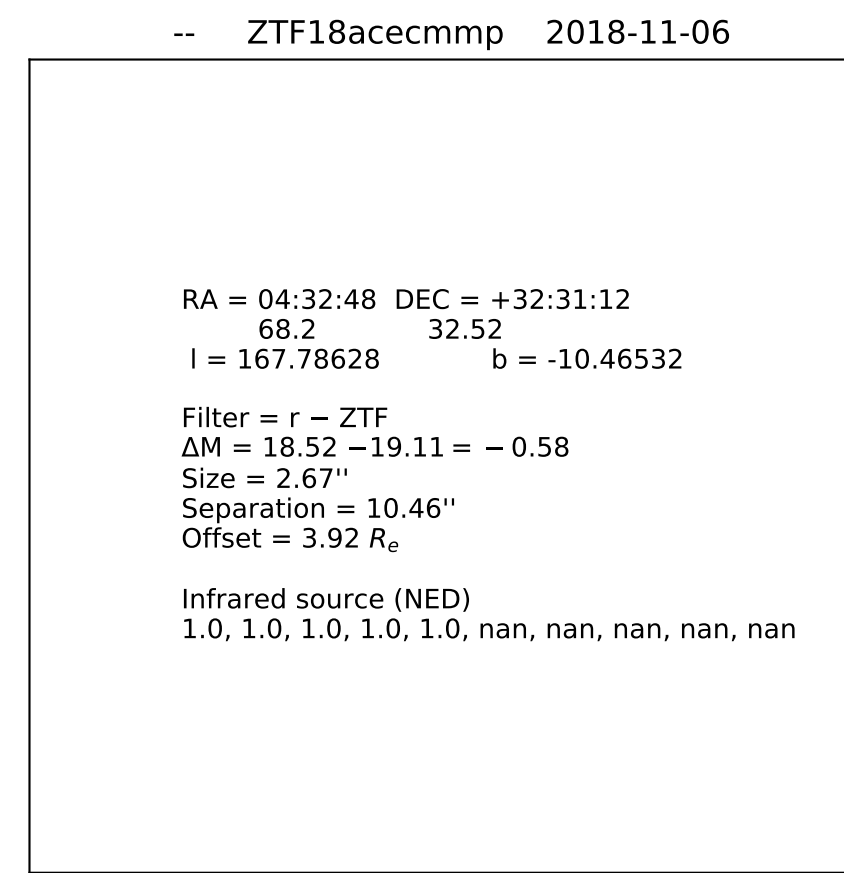 -- ZTF18acecmmp 2018-11-06
RA = 04:32:48 DEC = +32:31:12
68.2 32.52
l = 167.78628 b = -10.46532
Filter = r − ZTF
ΔM = 18.52 −19.11 = − 0.58
Size = 2.67''
Separation = 10.46''
Offset = 3.92 Re
Infrared source (NED)
1.0, 1.0, 1.0, 1.0, 1.0, nan, nan, nan, nan, nan